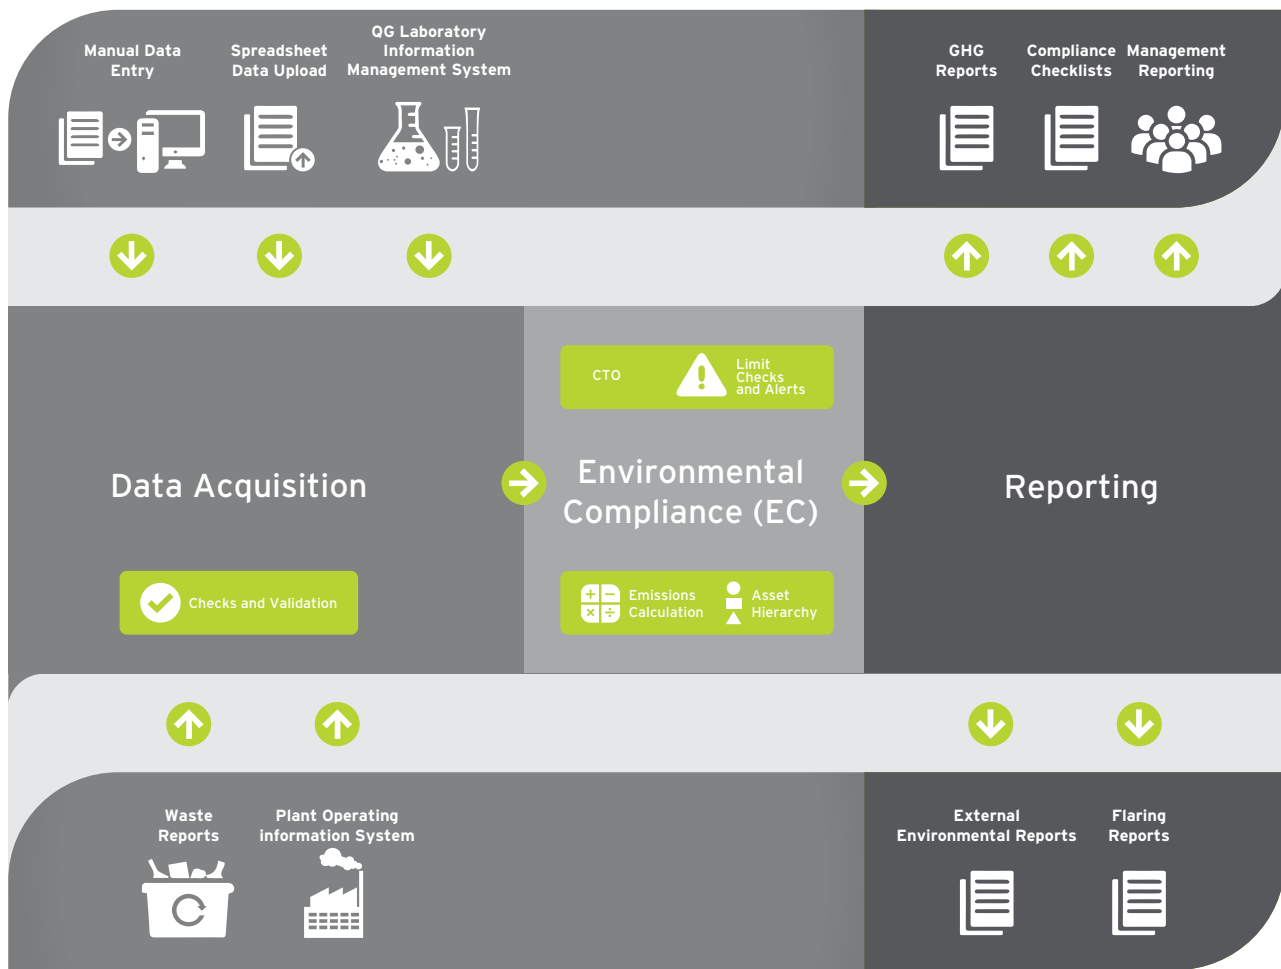 Manual Data
Entry
Spreadsheet
Data Upload
QG Laboratory
Information
Management System
GHG
Reports
Compliance
Checklists
Management
Reporting
CTO
Limit
Checks
and Alerts
Data Acquisition
Environmental
Compliance (EC)
Reporting
Checks and Validation
Emissions
Calculation
Asset
Hierarchy
Waste
Reports
Plant Operating
information System
External
Environmental Reports
Flaring
Reports